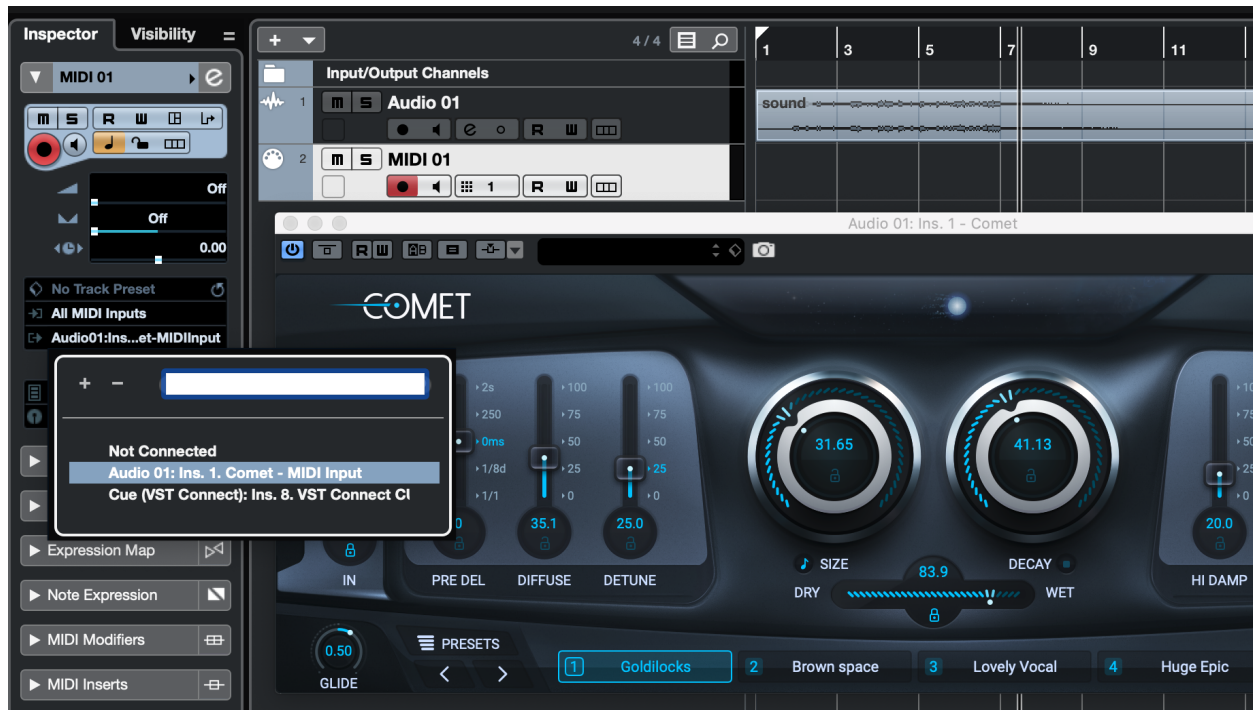 Inspector
Visibility
MIDI 01
m S R W
Off
Off
0.00
No Track Preset
All MIDI Inputs
Audio01:Ins...et-MIDIInput
Expression Map
Note Expression
MIDI Modifiers
MIDI Inserts
4 / 4
Input/Output Channels
1 m S Audio 01
e R W
2 m S MIDI 01
1 R W
1 3 5 7 9 11
sound
Not Connected
Audio 01: Ins. 1. Comet - MIDI Input
Cue (VST Connect): Ins. 8. VST Connect CU
Audio 01: Ins. 1 - Comet
R W AB
COMET
2s 100 100
250 75 75
0ms 50 50
1/8d 25 25
1/1 0 0
35.1 25.0
IN PRE DEL DIFFUSE DETUNE
31.65
41.13
SIZE
DECAY
83.9
DRY WET
20.0
HI DAMP
0.50
GLIDE
PRESETS
1 Goldilocks
2 Brown space
3 Lovely Vocal
4 Huge Epic